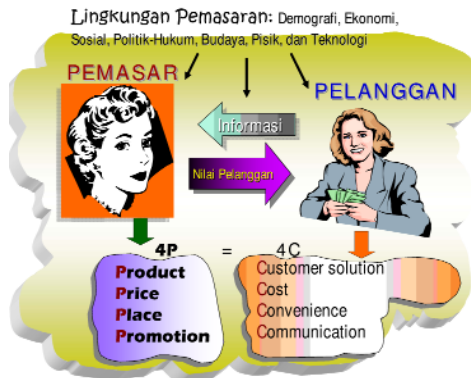 Lingkungan Pemasaran: Demografi, Ekonomi,
Sosial, Politik-Hukum, Budaya, Pisik, dan Teknologi
PEMASAR
PELANGGAN
Informasi
Nilai Pelanggan
4P = 4C
Product
Price
Place
Promotion
Customer solution
Cost
Convenience
Communication